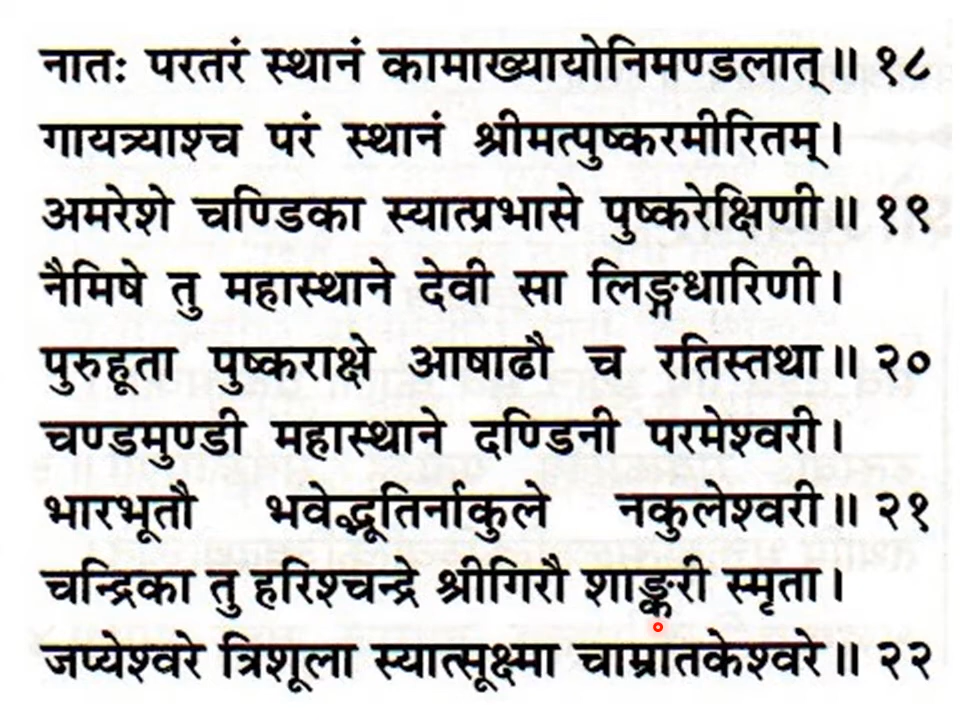 नातः परतरं स्थानं कामाख्यायोनिमण्डलात्॥ १८
गायत्र्याश्च परं स्थानं श्रीमत्पुष्करमीरितम्।
अमरेशे चण्डिका स्यात्प्रभासे पुष्करेक्षिणी॥ १९
नैमिषे तु महास्थाने देवी सा लिङ्गधारिणी।
पुरुहूता पुष्कराक्षे आषाढौ च रतिस्तथा॥ २०
चण्डमुण्डी महास्थाने दण्डिनी परमेश्वरी।
भारभूतौ भवेद्भूतिर्नाकुले नकुलेश्वरी॥ २१
चन्द्रिका तु हरिश्चन्द्रे श्रीगिरौ शाङ्करी स्मृता।
जप्येश्वरे त्रिशूला स्यात्सूक्ष्मा चाम्रातकेश्वरे॥ २२